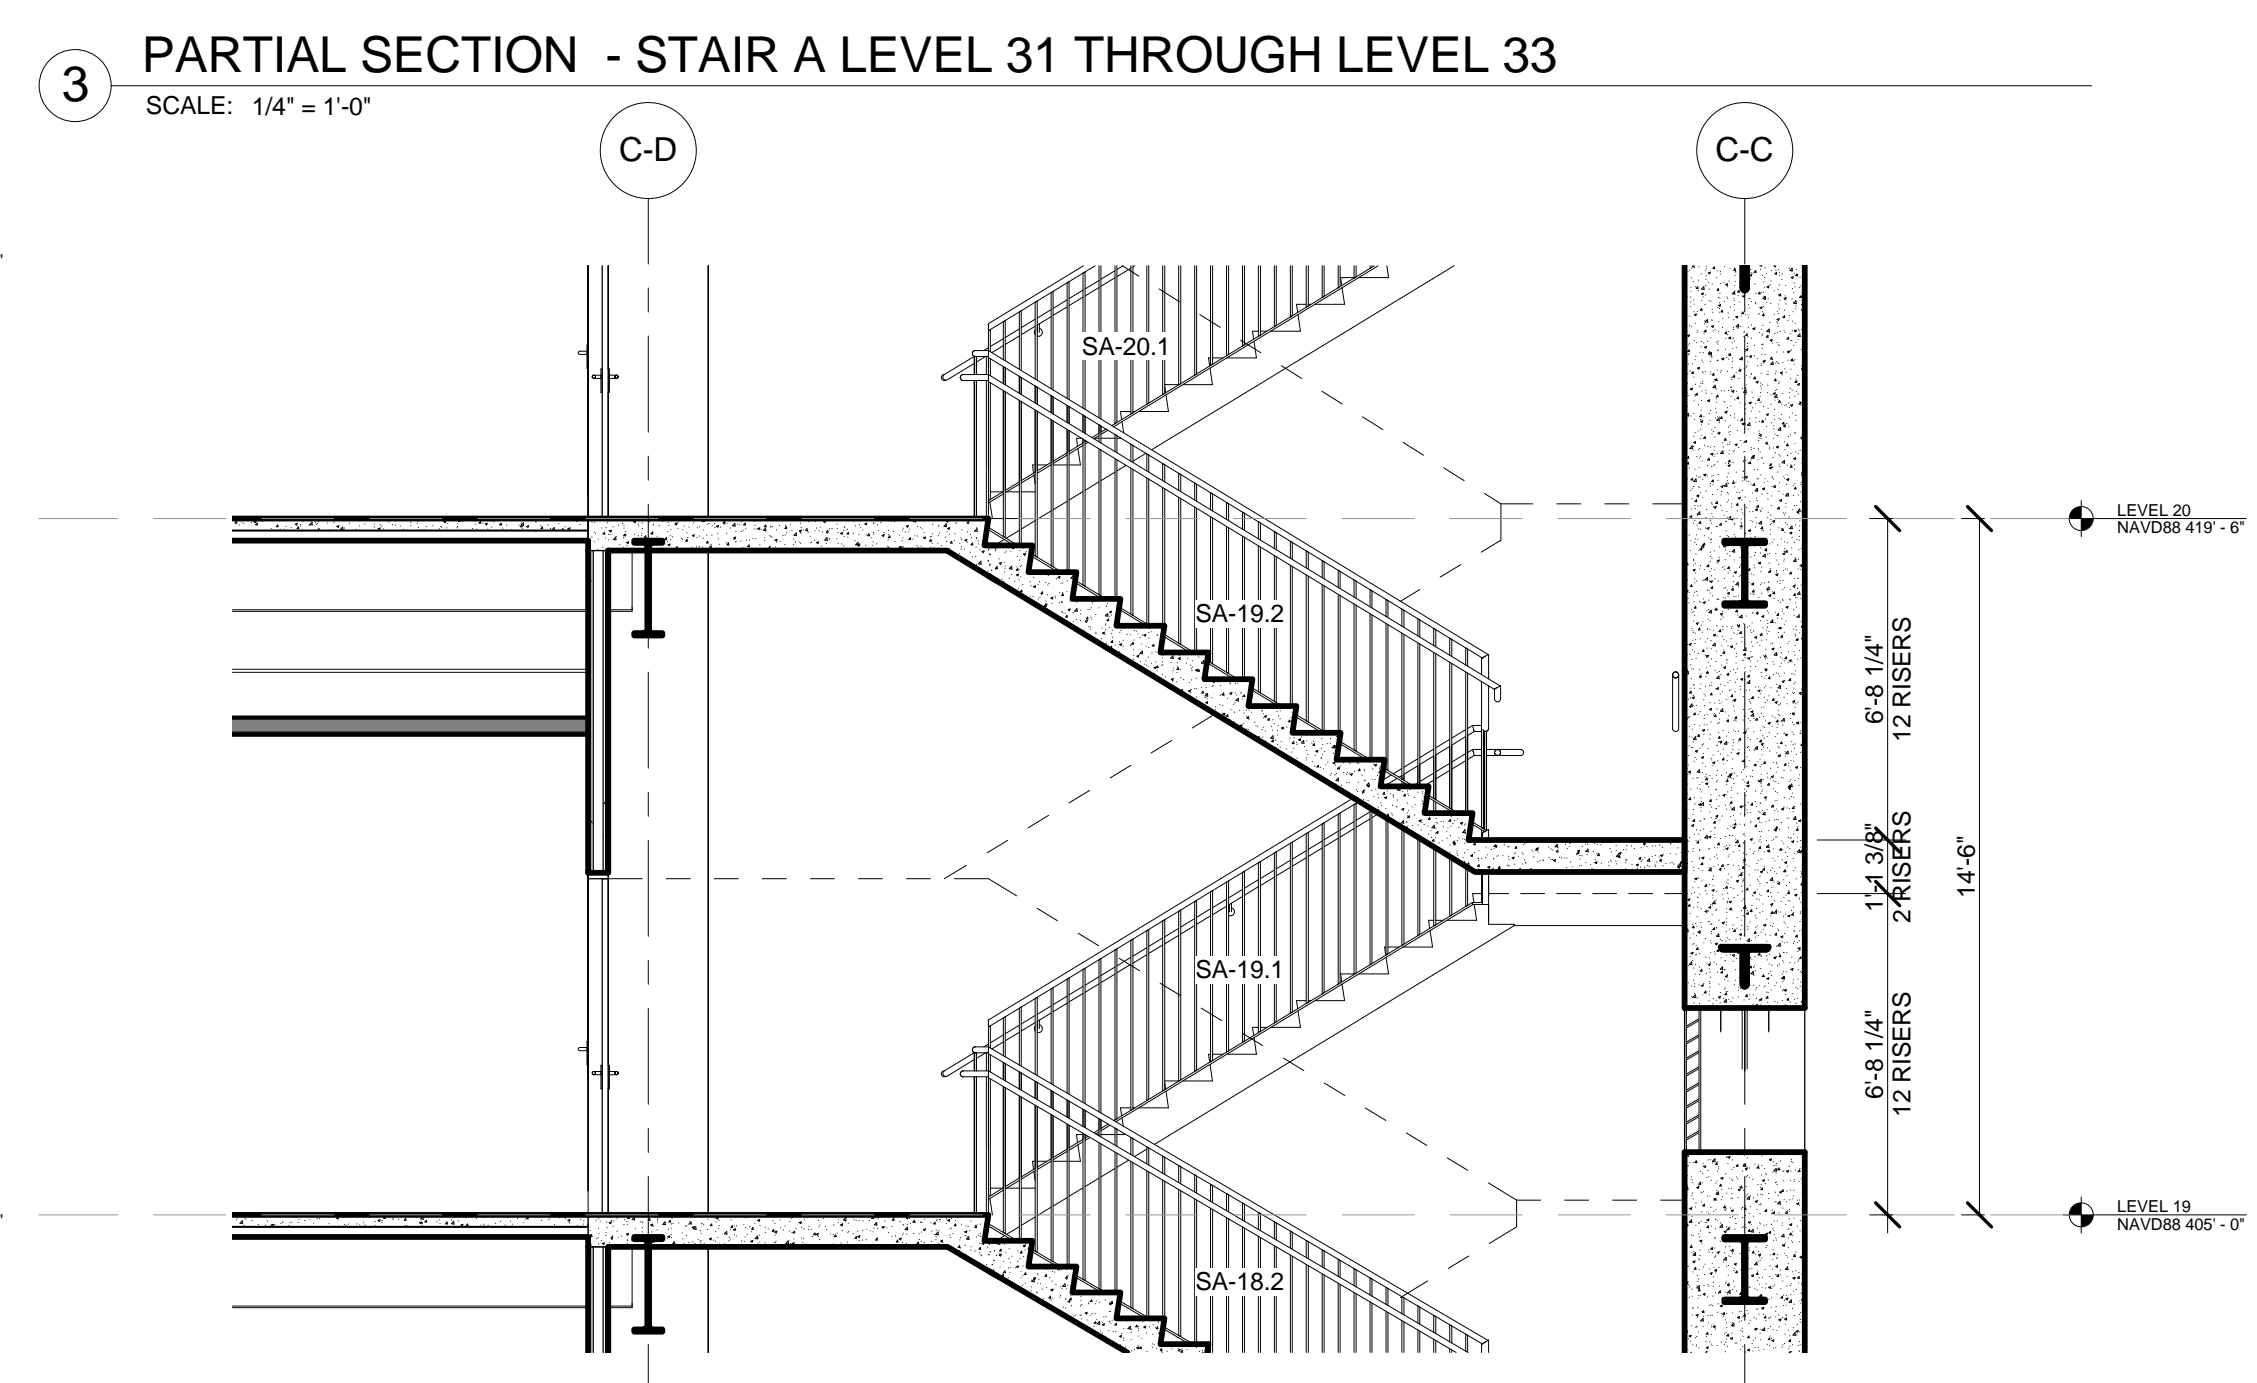 3
PARTIAL SECTION - STAIR A LEVEL 31 THROUGH LEVEL 33
SCALE: 1/4" = 1'-0"
C-D
C-C
SA-20.1
LEVEL 20
NAVD88 419' - 6"
SA-19.2
6'-8 1/4"
12 RISERS
1'-1 3/8"
2 RISERS
14'-6"
SA-19.1
6'-8 1/4"
12 RISERS
LEVEL 19
NAVD88 405' - 0"
SA-18.2